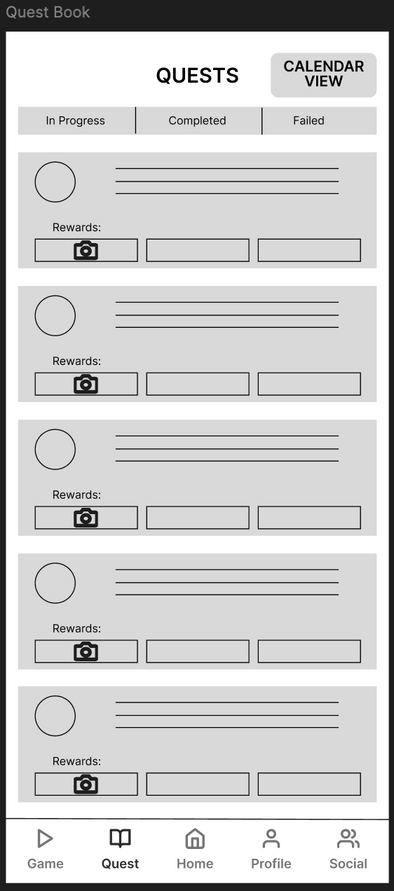 Quest Book
QUESTS
CALENDAR
VIEW
In Progress
Completed
Failed
Rewards:
Rewards:
Rewards:
Rewards:
Rewards:
Game
Quest
Home
Profile
Social